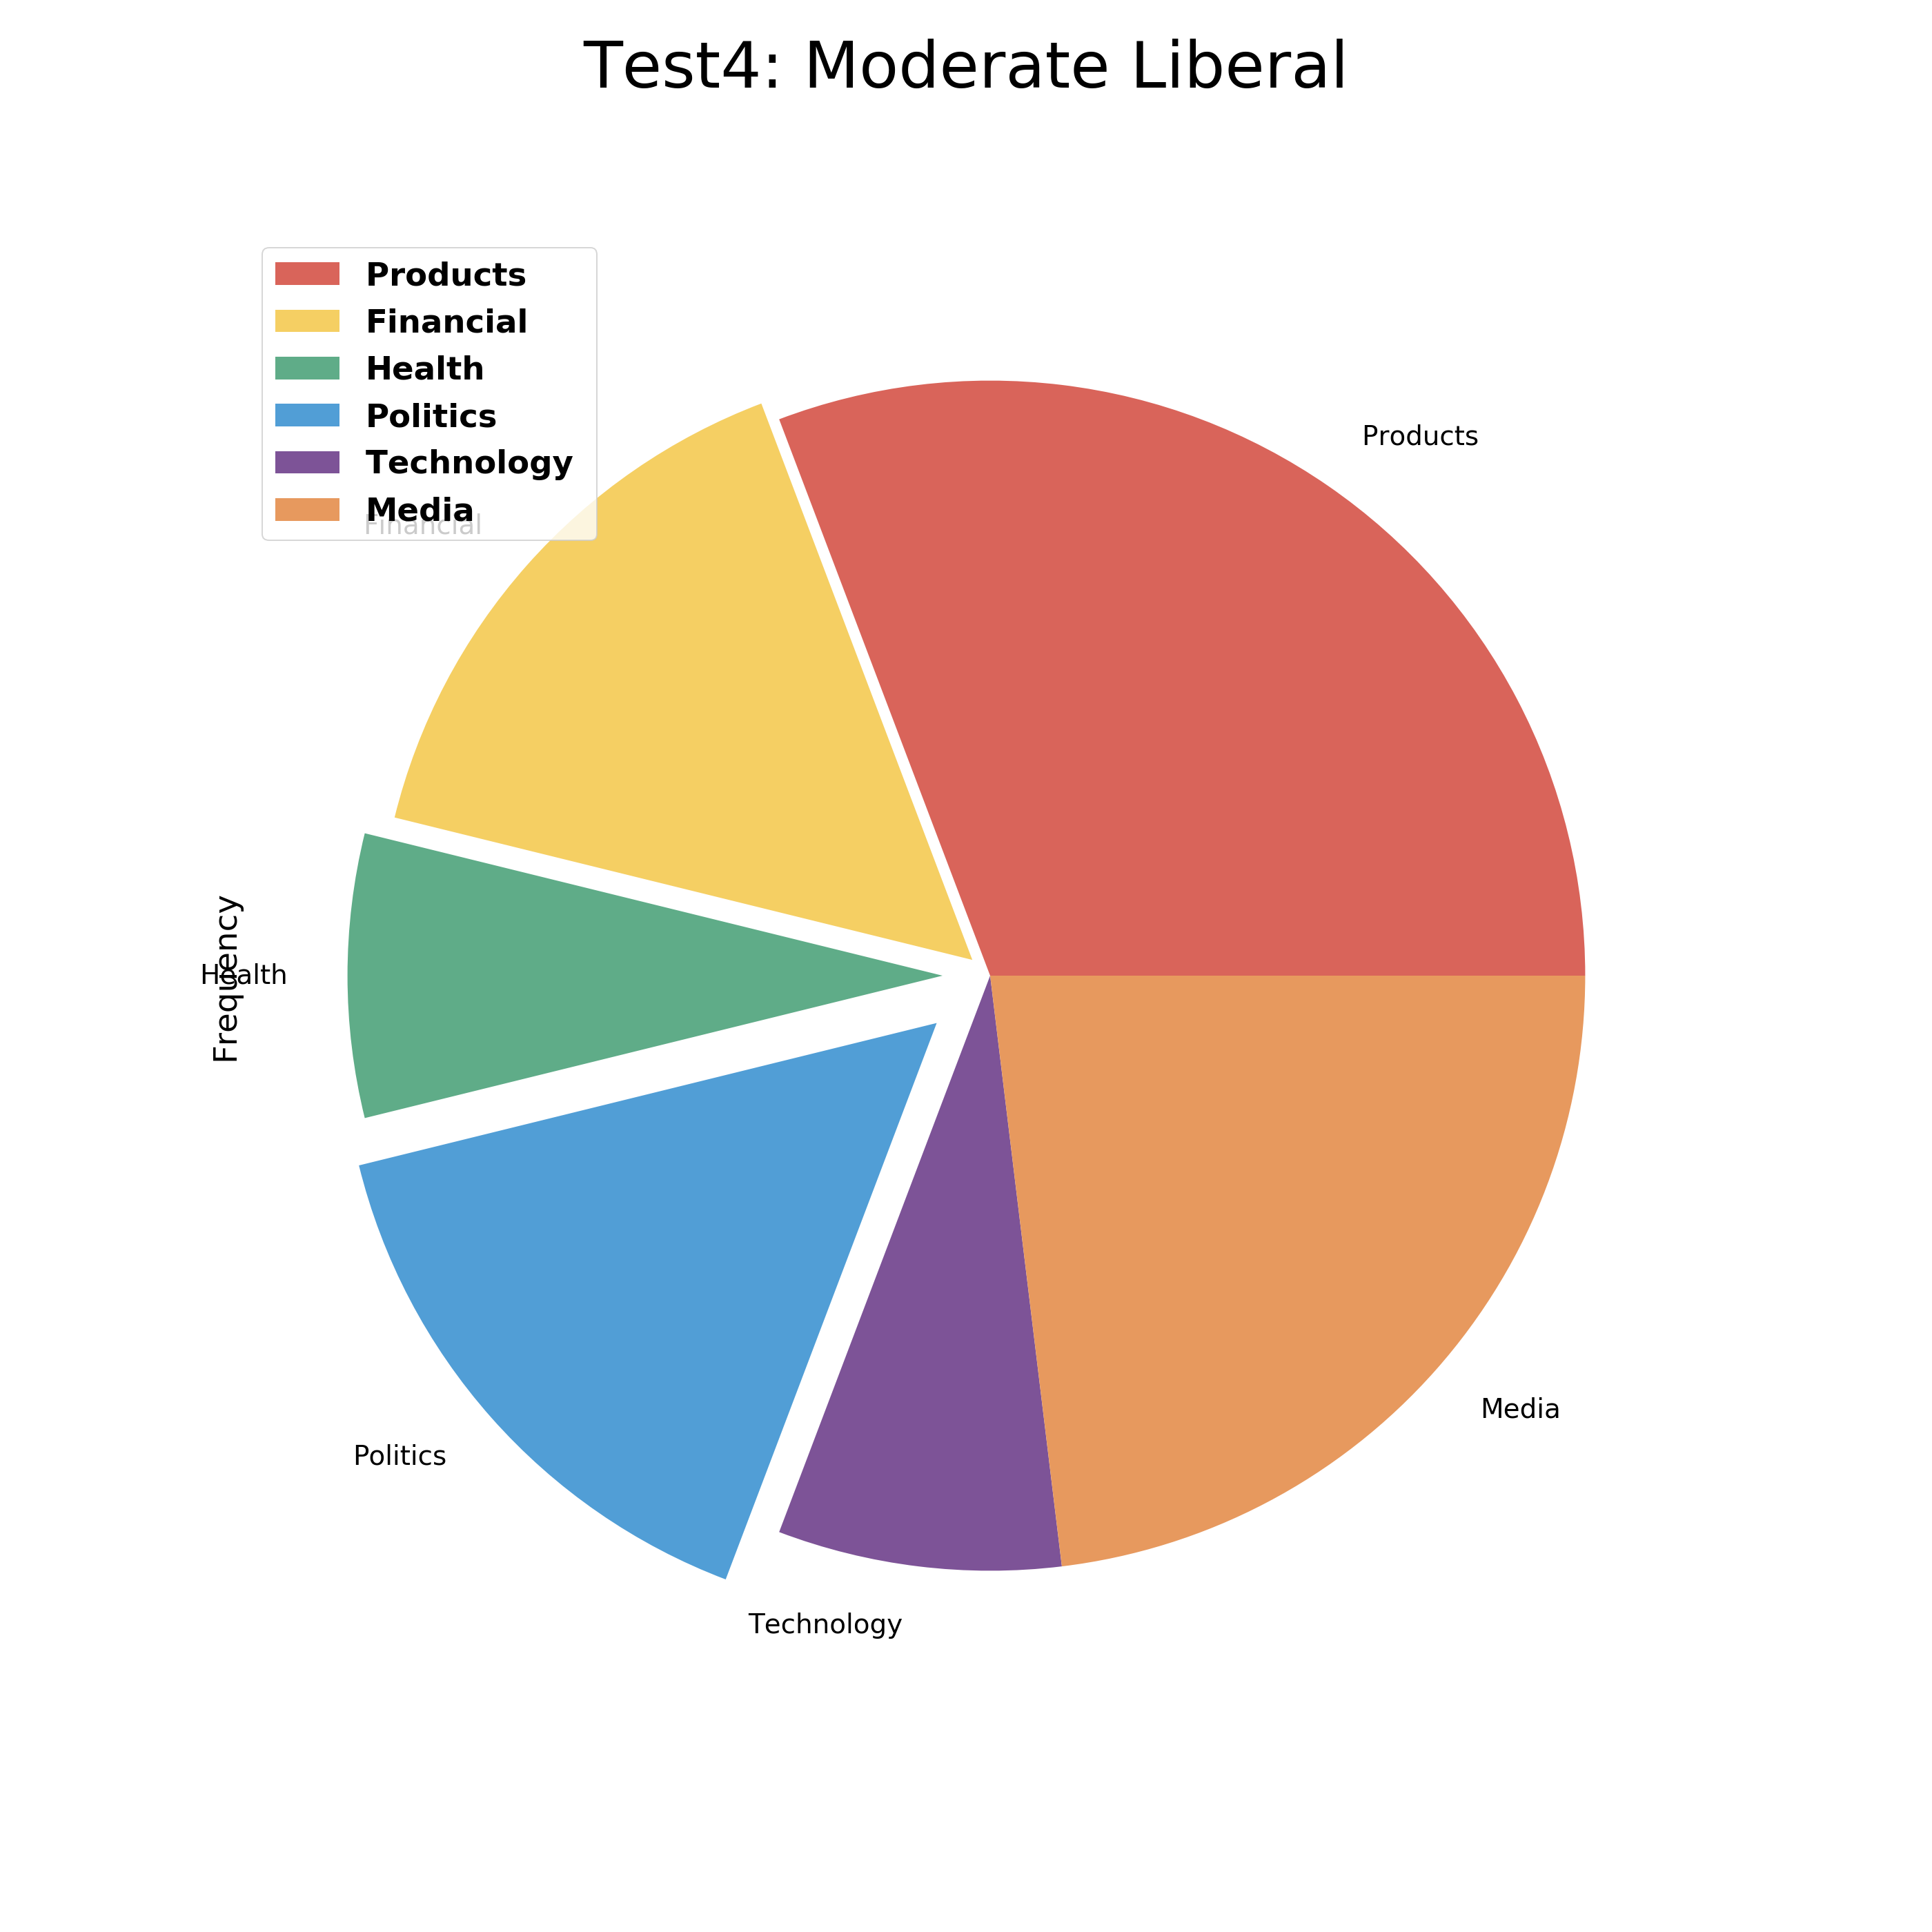 Test4: Moderate Liberal
Products
Financial
Health
Politics
Technology
Media
Products
Financial
Health
Frequency
Media
Politics
Technology